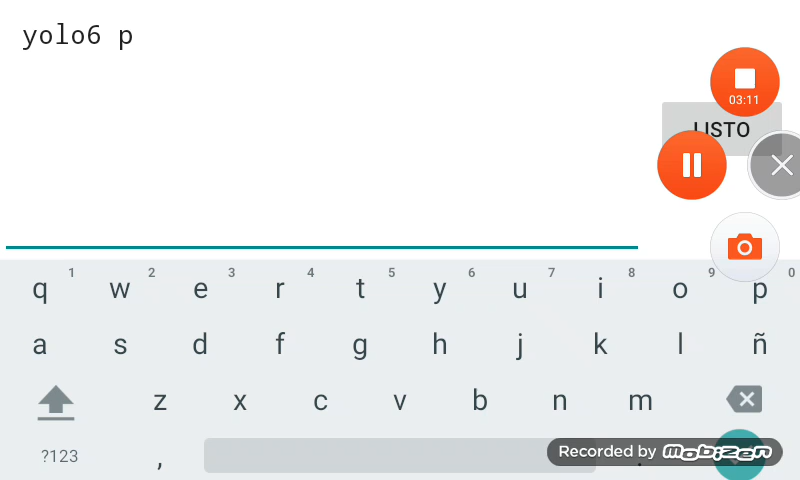 yolo6 p
03:11
LISTO
1 2 3 4 5 6 7 8 9 0
q w e r t y u i o p
a s d f g h j k l ñ
z x c v b n m
?123 , .
Recorded by mobizen